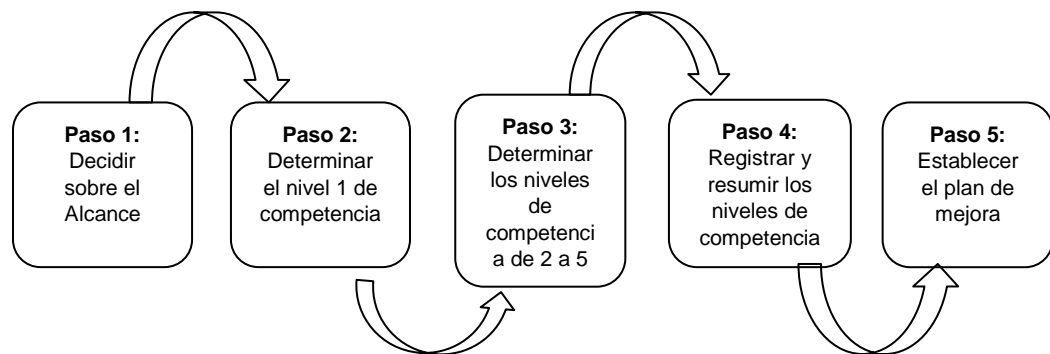 Paso 1:
Decidir
sobre el
Alcance
Paso 2:
Determinar
el nivel 1 de
competencia
Paso 3:
Determinar
los niveles
de
competenci
a de 2 a 5
Paso 4:
Registrar y
resumir los
niveles de
competencia
Paso 5:
Establecer
el plan de
mejora